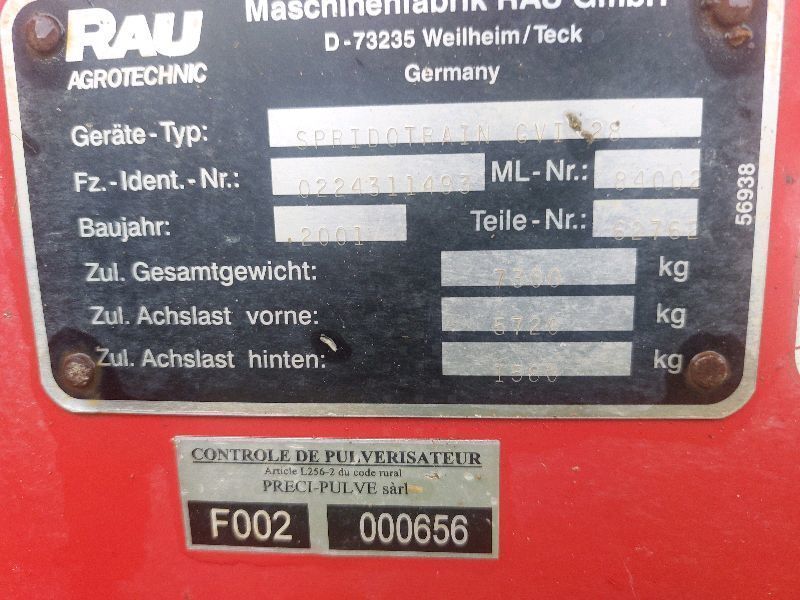 RAU
AGROTECHNIC
Maschinenfabrik RAU GmbH
D-73235 Weilheim/Teck
Germany
Geräte-Typ: SPRIDOTRAIN
Fz.-Ident.-Nr.: 0224311493 ML-Nr.: 84002
Baujahr: 2001 Teile-Nr.:
Zul. Gesamtgewicht: 7300 kg
Zul. Achslast vorne: kg
Zul. Achslast hinten: kg
56938
CONTROLE DE PULVERISATEUR
Article L256-2 du code rural
PRECI-PULVE sàrl
F002 000656